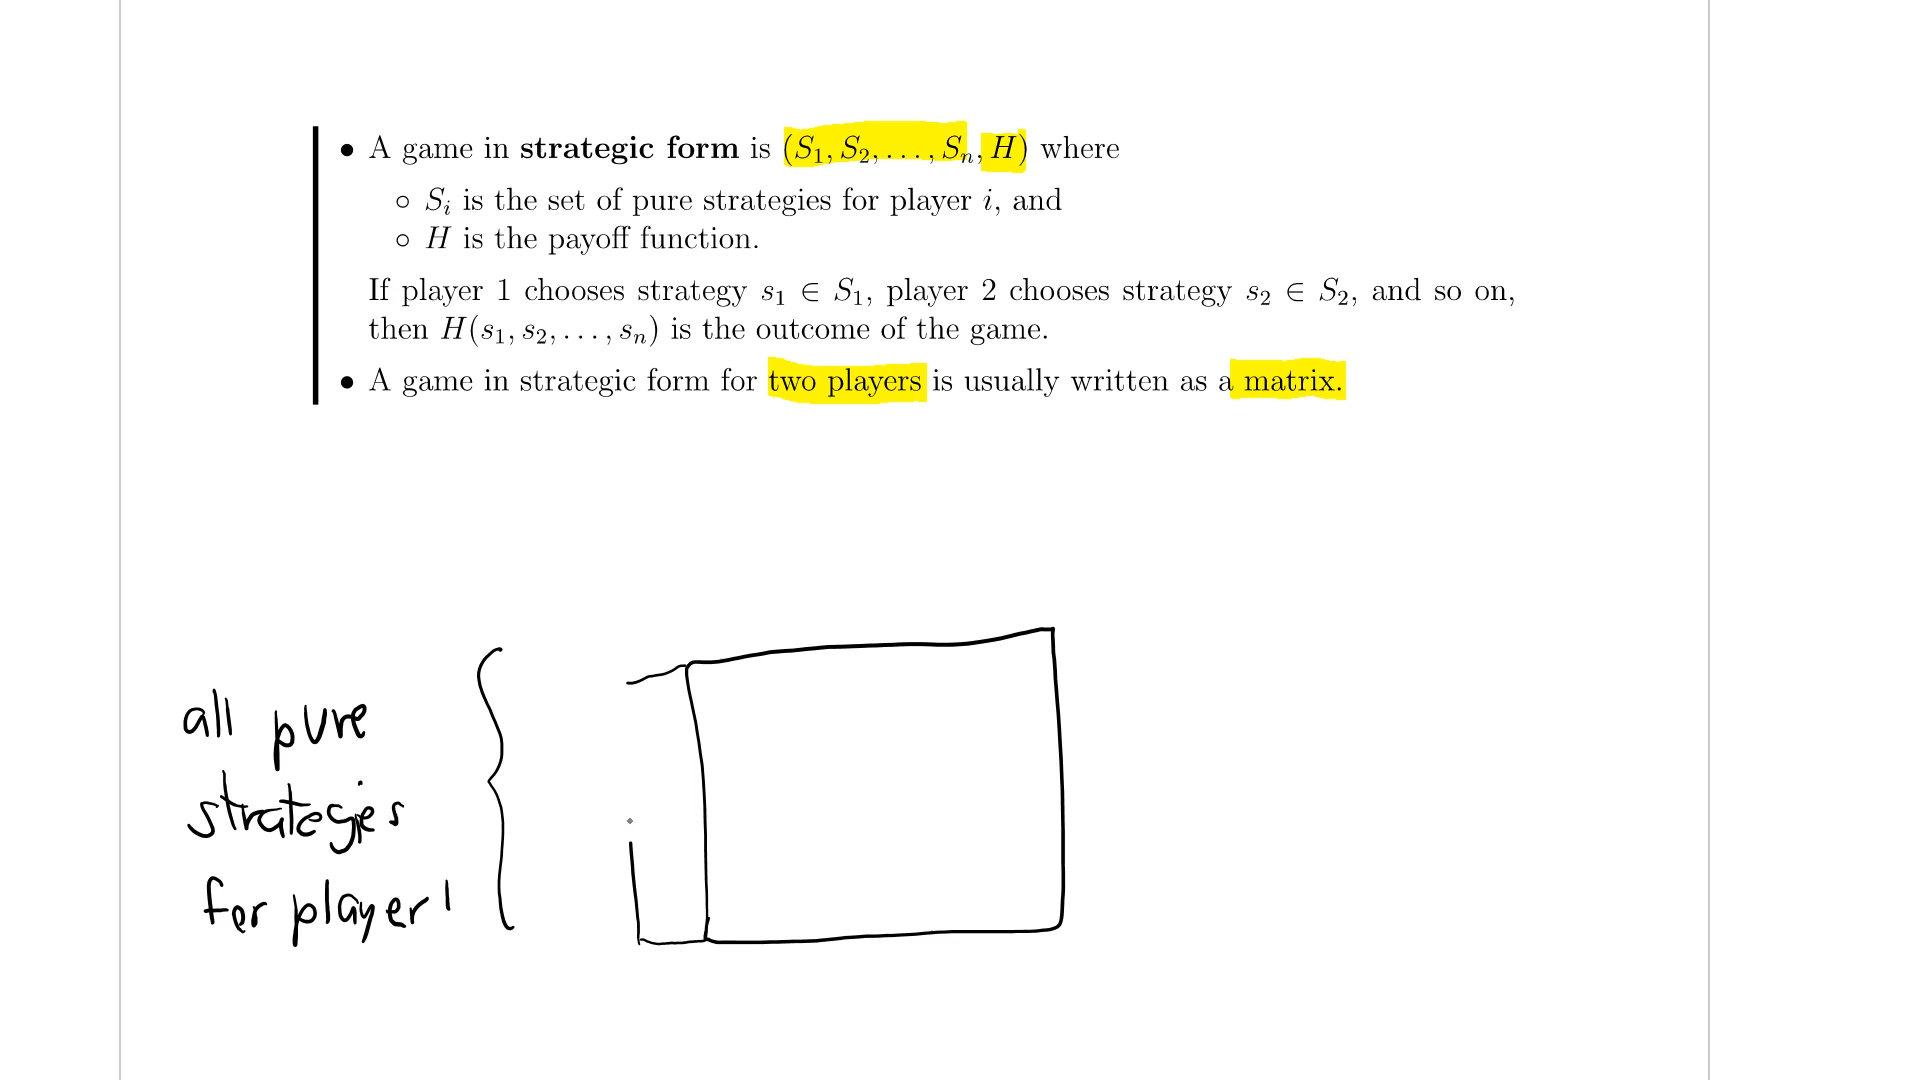 • A game in strategic form is (S₁, S₂, . . . , Sₙ, H) where
◦ Sᵢ is the set of pure strategies for player i, and
◦ H is the payoff function.
If player 1 chooses strategy s₁ ∈ S₁, player 2 chooses strategy s₂ ∈ S₂, and so on,
then H(s₁, s₂, . . . , sₙ) is the outcome of the game.
• A game in strategic form for two players is usually written as a matrix.
all pure
strategies
for player 1